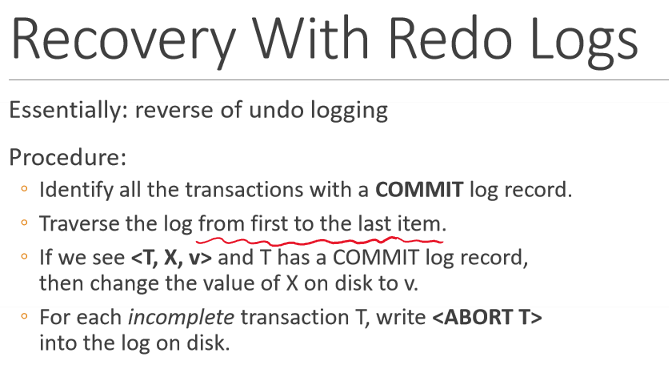 Recovery With Redo Logs
Essentially: reverse of undo logging
Procedure:
◦ Identify all the transactions with a COMMIT log record.
◦ Traverse the log from first to the last item.
◦ If we see <T, X, v> and T has a COMMIT log record,
then change the value of X on disk to v.
◦ For each incomplete transaction T, write <ABORT T>
into the log on disk.